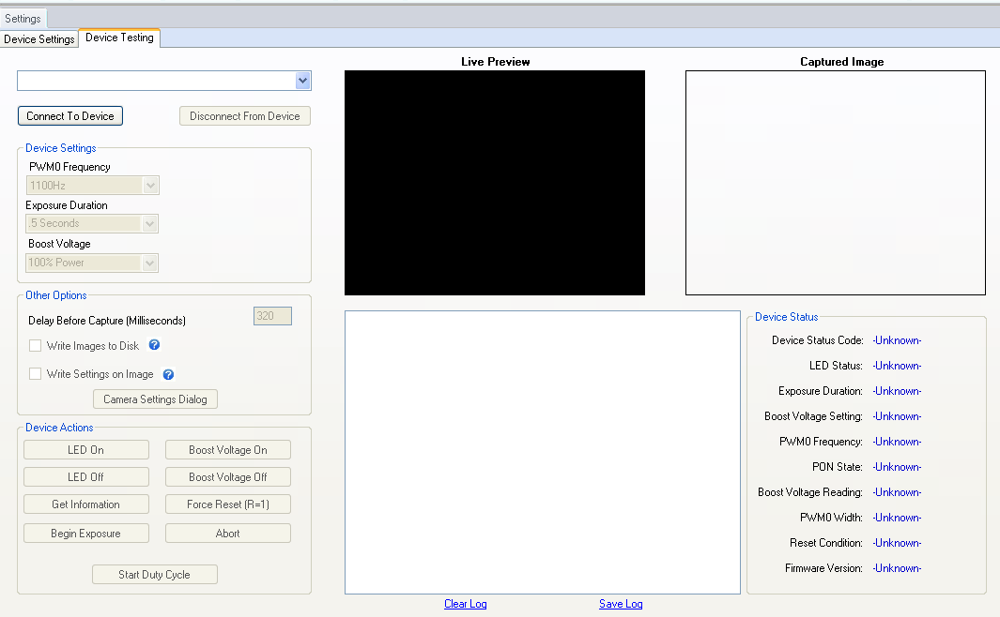 Settings
Device Settings
Device Testing
Connect To Device
Disconnect From Device
Device Settings
PWM0 Frequency
1100Hz
Exposure Duration
.5 Seconds
Boost Voltage
100% Power
Other Options
Delay Before Capture (Milliseconds)
320
Write Images to Disk
?
Write Settings on Image
?
Camera Settings Dialog
Device Actions
LED On
Boost Voltage On
LED Off
Boost Voltage Off
Get Information
Force Reset (R=1)
Begin Exposure
Abort
Start Duty Cycle
Live Preview
Captured Image
Clear Log
Save Log
Device Status
Device Status Code: -Unknown-
LED Status: -Unknown-
Exposure Duration: -Unknown-
Boost Voltage Setting: -Unknown-
PWM0 Frequency: -Unknown-
PON State: -Unknown-
Boost Voltage Reading: -Unknown-
PWM0 Width: -Unknown-
Reset Condition: -Unknown-
Firmware Version: -Unknown-